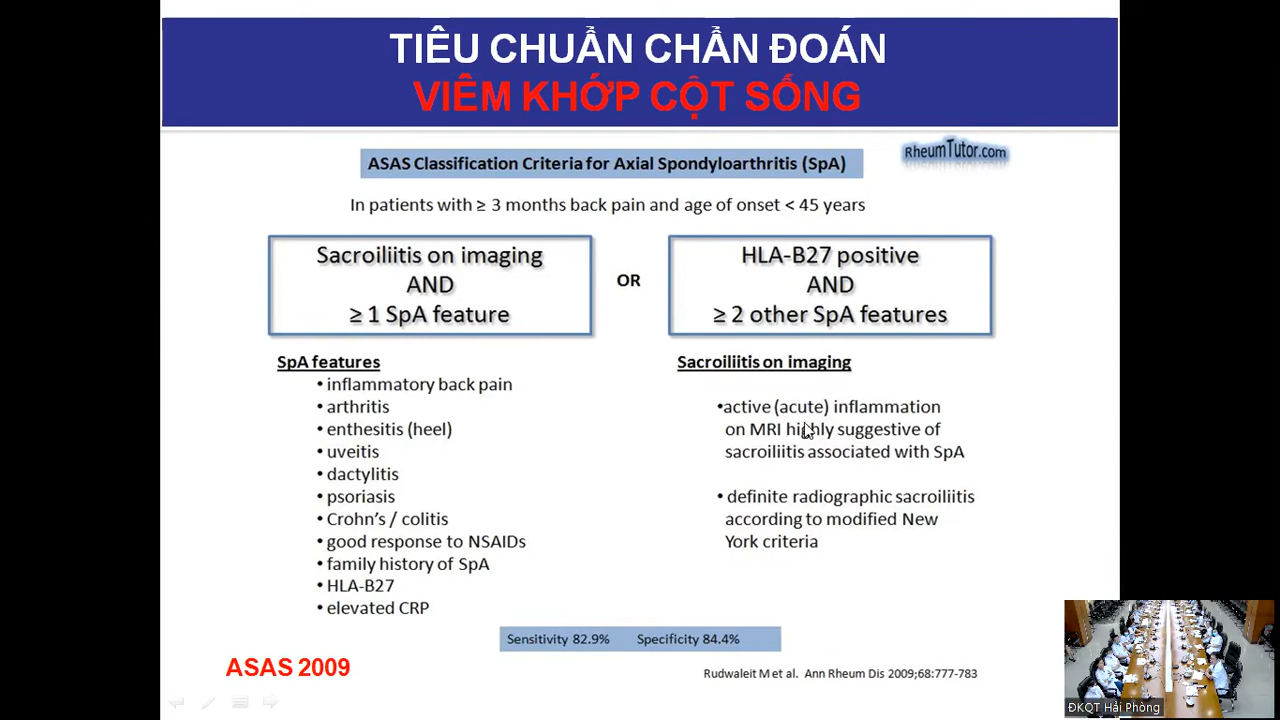 TIÊU CHUẨN CHẨN ĐOÁN
VIÊM KHỚP CỘT SỐNG
RheumTutor.com
ASAS Classification Criteria for Axial Spondyloarthritis (SpA)
In patients with ≥ 3 months back pain and age of onset < 45 years
Sacroiliitis on imaging
AND
≥ 1 SpA feature
OR
HLA-B27 positive
AND
≥ 2 other SpA features
SpA features
• inflammatory back pain
• arthritis
• enthesitis (heel)
• uveitis
• dactylitis
• psoriasis
• Crohn's / colitis
• good response to NSAIDs
• family history of SpA
• HLA-B27
• elevated CRP
Sacroiliitis on imaging
•active (acute) inflammation
on MRI highly suggestive of
sacroiliitis associated with SpA
• definite radiographic sacroiliitis
according to modified New
York criteria
Sensitivity 82.9% Specificity 84.4%
ASAS 2009
Rudwaleit M et al. Ann Rheum Dis 2009;68:777-783
ĐKQT Hải Phòng